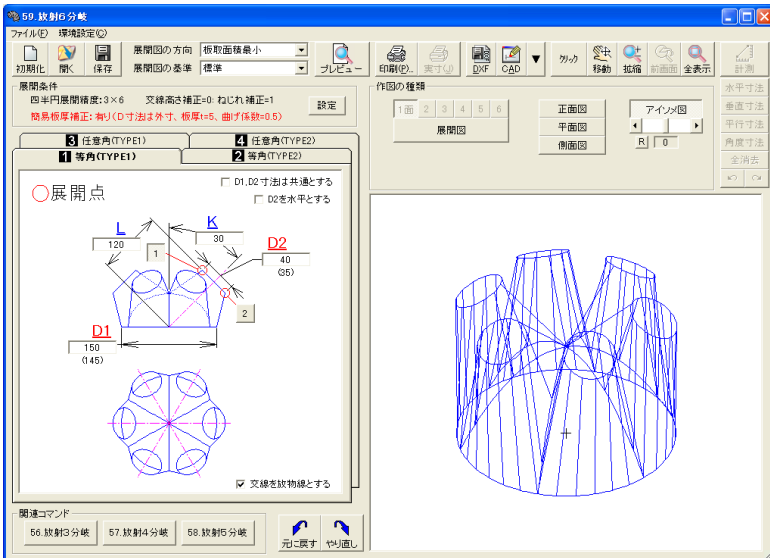 59.放射6分岐
ファイル(F) 環境設定(C)
初期化 開く 保存
展開図の方向 板取面積最小
展開図の基準 標準
プレビュー 印刷(P).. 実寸(J) DXF CAD ▼ クリック 移動 拡縮 前画面 全表示 計測
展開条件
四半円展開精度:3×6 交線高さ補正=0: ねじれ補正=1
簡易板厚補正: 有り(D寸法は外寸、板厚t=5、曲げ係数=0.5)
設定
作図の種類
1面 2 3 4 5 6
展開図
正面図
平面図
側面図
アイソメ図
R 0
水平寸法
垂直寸法
平行寸法
角度寸法
全消去
3 任意角(TYPE1) 4 任意角(TYPE2)
1 等角(TYPE1) 2 等角(TYPE2)
○展開点
D1,D2寸法は共通とする
D2を水平とする
L
120
K
30
D2
40
(35)
1
2
D1
150
(145)
交線を放物線とする
関連コマンド
56.放射3分岐 57.放射4分岐 58.放射5分岐
元に戻す やり直し